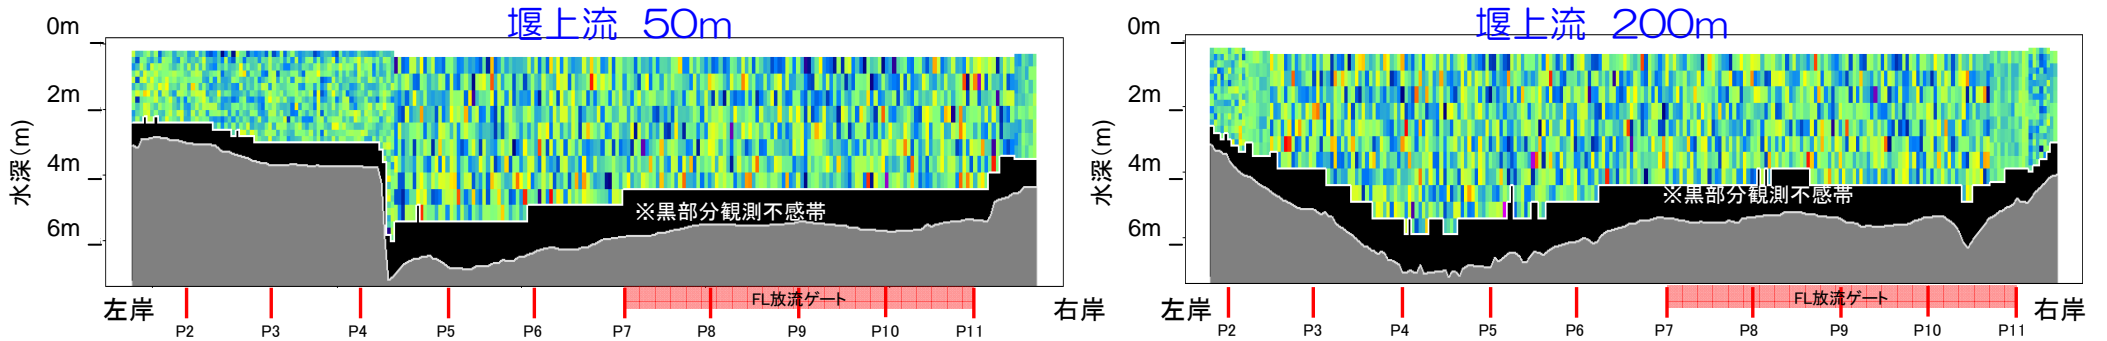 堰上流 50m
0m
2m
4m
6m
水深(m)
※黒部分観測不感帯
FL放流ゲート
左岸
右岸
P2 P3 P4 P5 P6 P7 P8 P9 P10 P11
堰上流 200m
0m
2m
4m
6m
水深(m)
※黒部分観測不感帯
FL放流ゲート
左岸
右岸
P2 P3 P4 P5 P6 P7 P8 P9 P10 P11